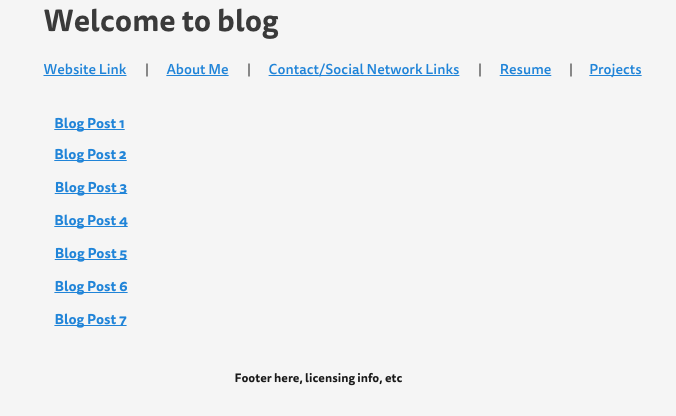 Welcome to blog
Website Link | About Me | Contact/Social Network Links | Resume | Projects
Blog Post 1
Blog Post 2
Blog Post 3
Blog Post 4
Blog Post 5
Blog Post 6
Blog Post 7
Footer here, licensing info, etc